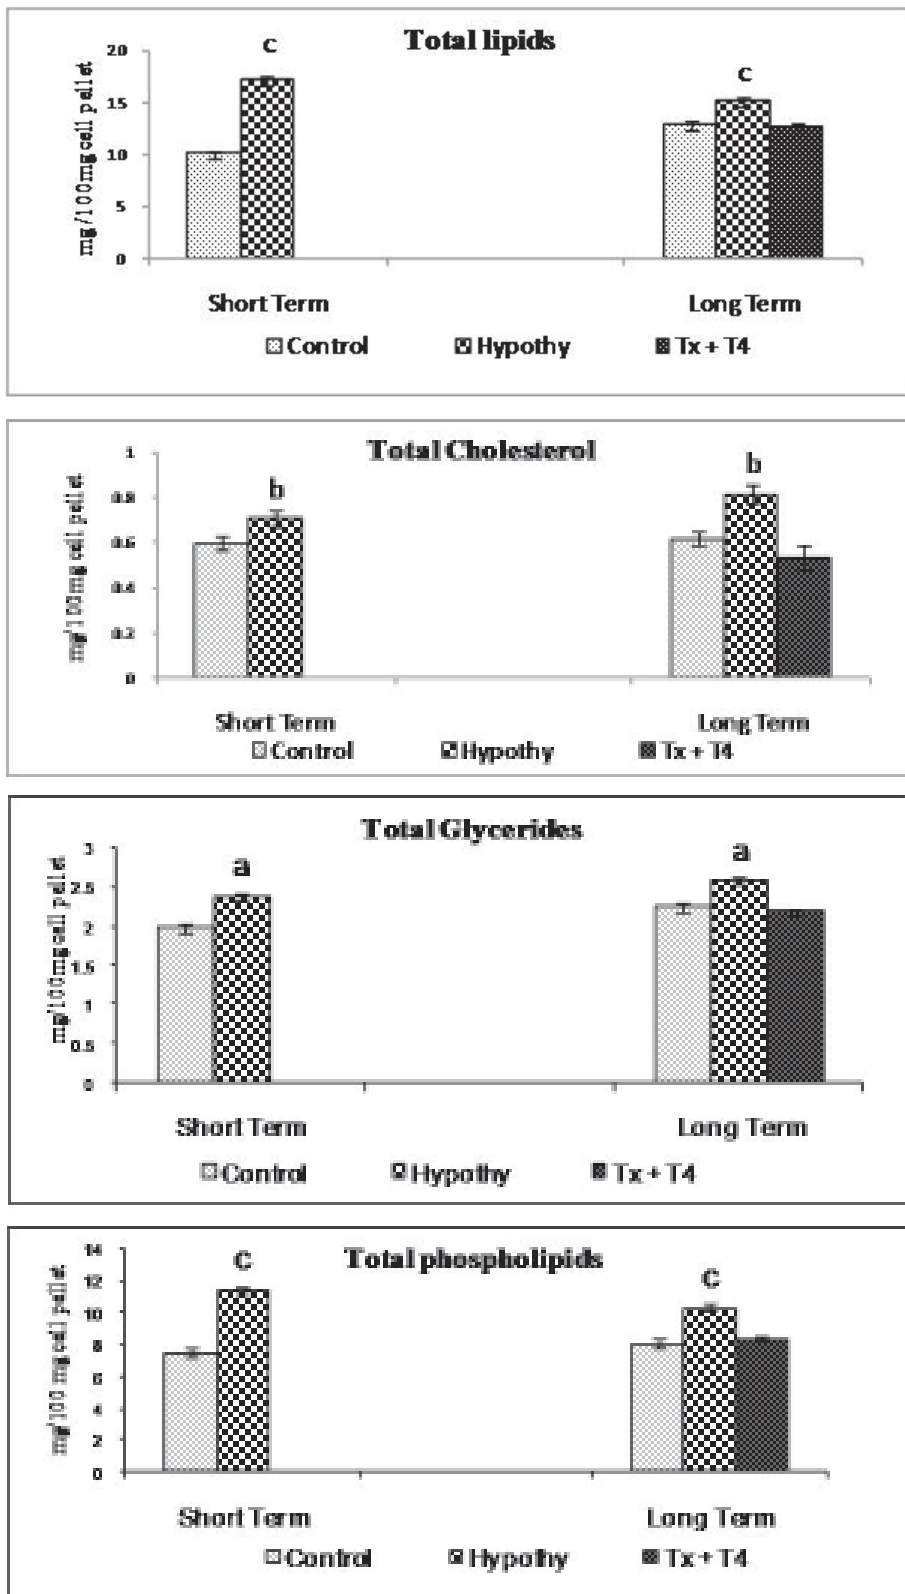 Total lipids
mg/100mg cell pellet
20
15
10
5
0
c
c
Short Term
Long Term
Control
Hypothy
Tx + T4
Total Cholesterol
mg/100mg cell pellet
1
0.8
0.6
0.4
0.2
0
b
b
Short Term
Long Term
Control
Hypothy
Tx + T4
Total Glycerides
mg/100mg cell pellet
3
2.5
2
1.5
1
0.5
0
a
a
Short Term
Long Term
Control
Hypothy
Tx + T4
Total phospholipids
mg/100 mg cell pellet
14
12
10
8
6
4
2
0
C
C
Short Term
Long Term
Control
Hypothy
Tx + T4